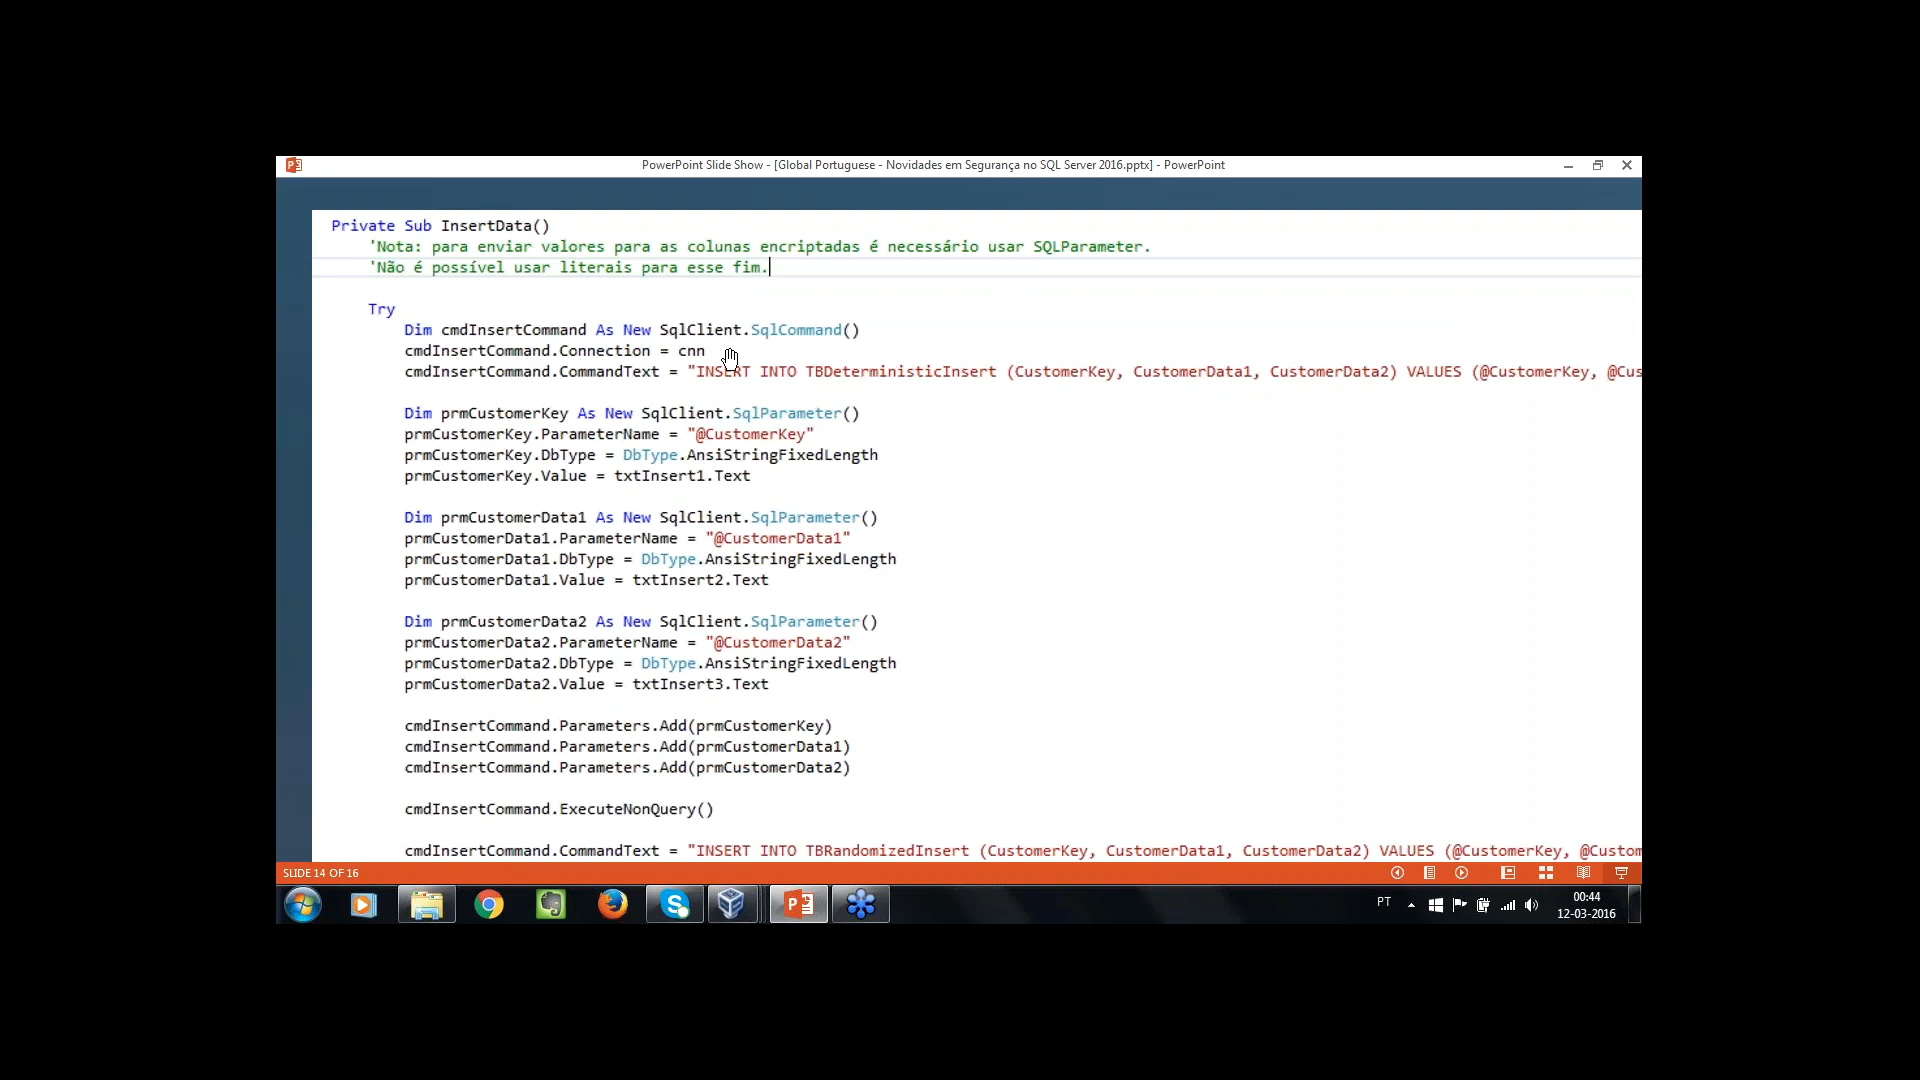 PowerPoint Slide Show - [Global Portuguese - Novidades em Segurança no SQL Server 2016.pptx] - PowerPoint
Private Sub InsertData()
'Nota: para enviar valores para as colunas encriptadas é necessário usar SQLParameter.
'Não é possível usar literais para esse fim.
Try
Dim cmdInsertCommand As New SqlClient.SqlCommand()
cmdInsertCommand.Connection = cnn
cmdInsertCommand.CommandText = "INSERT INTO TBDeterministicInsert (CustomerKey, CustomerData1, CustomerData2) VALUES (@CustomerKey, @Cus
Dim prmCustomerKey As New SqlClient.SqlParameter()
prmCustomerKey.ParameterName = "@CustomerKey"
prmCustomerKey.DbType = DbType.AnsiStringFixedLength
prmCustomerKey.Value = txtInsert1.Text
Dim prmCustomerData1 As New SqlClient.SqlParameter()
prmCustomerData1.ParameterName = "@CustomerData1"
prmCustomerData1.DbType = DbType.AnsiStringFixedLength
prmCustomerData1.Value = txtInsert2.Text
Dim prmCustomerData2 As New SqlClient.SqlParameter()
prmCustomerData2.ParameterName = "@CustomerData2"
prmCustomerData2.DbType = DbType.AnsiStringFixedLength
prmCustomerData2.Value = txtInsert3.Text
cmdInsertCommand.Parameters.Add(prmCustomerKey)
cmdInsertCommand.Parameters.Add(prmCustomerData1)
cmdInsertCommand.Parameters.Add(prmCustomerData2)
cmdInsertCommand.ExecuteNonQuery()
cmdInsertCommand.CommandText = "INSERT INTO TBRandomizedInsert (CustomerKey, CustomerData1, CustomerData2) VALUES (@CustomerKey, @Custom
SLIDE 14 OF 16
PT
00:44
12-03-2016